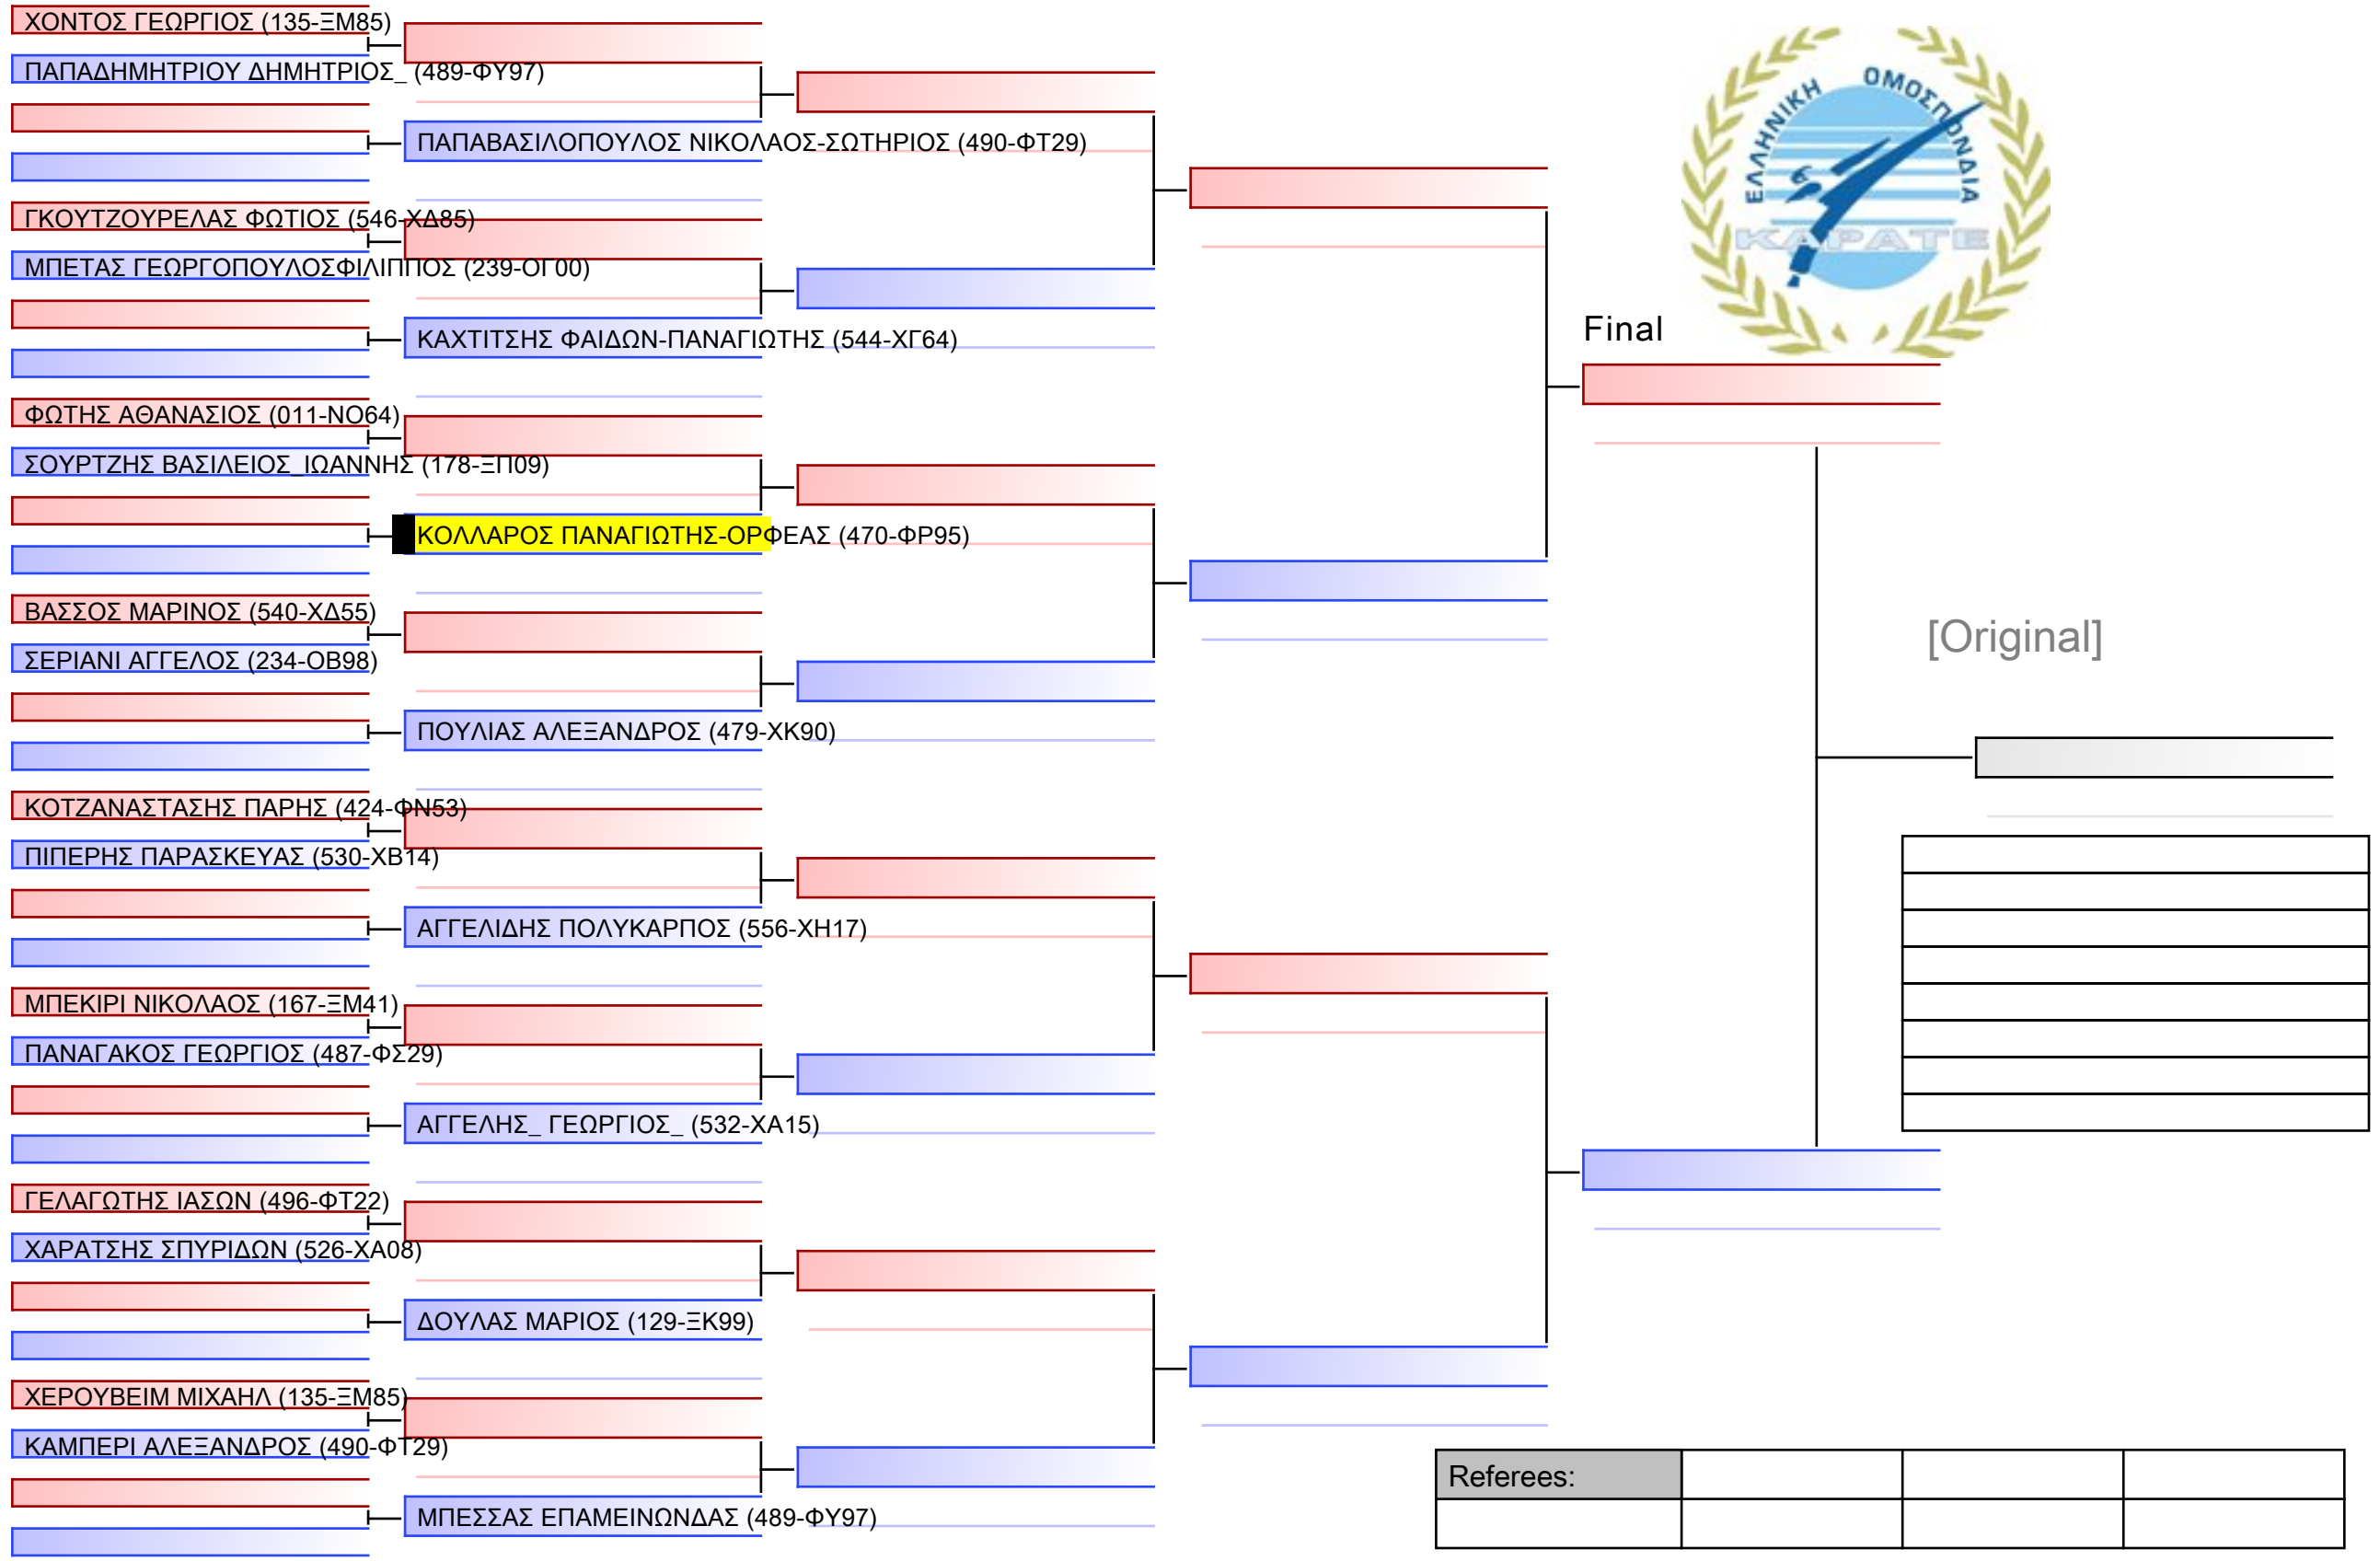 ΧΟΝΤΟΣ ΓΕΩΡΓΙΟΣ (135-ΞΜ85)
ΠΑΠΑΔΗΜΗΤΡΙΟΥ ΔΗΜΗΤΡΙΟΣ_ (489-ΦΥ97)
ΠΑΠΑΒΑΣΙΛΟΠΟΥΛΟΣ ΝΙΚΟΛΑΟΣ-ΣΩΤΗΡΙΟΣ (490-ΦΤ29)
ΓΚΟΥΤΖΟΥΡΕΛΑΣ ΦΩΤΙΟΣ (546-ΧΔ85)
ΜΠΕΤΑΣ ΓΕΩΡΓΟΠΟΥΛΟΣΦΙΛΙΠΠΟΣ (239-ΟΓ00)
ΚΑΧΤΙΤΣΗΣ ΦΑΙΔΩΝ-ΠΑΝΑΓΙΩΤΗΣ (544-ΧΓ64)
ΦΩΤΗΣ ΑΘΑΝΑΣΙΟΣ (011-ΝΟ64)
ΣΟΥΡΤΖΗΣ ΒΑΣΙΛΕΙΟΣ_ΙΩΑΝΝΗΣ (178-ΞΠ09)
ΚΟΛΛΑΡΟΣ ΠΑΝΑΓΙΩΤΗΣ-ΟΡΦΕΑΣ (470-ΦΡ95)
ΒΑΣΣΟΣ ΜΑΡΙΝΟΣ (540-ΧΔ55)
ΣΕΡΙΑΝΙ ΑΓΓΕΛΟΣ (234-ΟΒ98)
ΠΟΥΛΙΑΣ ΑΛΕΞΑΝΔΡΟΣ (479-ΧΚ90)
ΚΟΤΖΑΝΑΣΤΑΣΗΣ ΠΑΡΗΣ (424-ΦΝ53)
ΠΙΠΕΡΗΣ ΠΑΡΑΣΚΕΥΑΣ (530-ΧΒ14)
ΑΓΓΕΛΙΔΗΣ ΠΟΛΥΚΑΡΠΟΣ (556-ΧΗ17)
ΜΠΕΚΙΡΙ ΝΙΚΟΛΑΟΣ (167-ΞΜ41)
ΠΑΝΑΓΑΚΟΣ ΓΕΩΡΓΙΟΣ (487-ΦΣ29)
ΑΓΓΕΛΗΣ_ ΓΕΩΡΓΙΟΣ_ (532-ΧΑ15)
ΓΕΛΑΓΩΤΗΣ ΙΑΣΩΝ (496-ΦΤ22)
ΧΑΡΑΤΣΗΣ ΣΠΥΡΙΔΩΝ (526-ΧΑ08)
ΔΟΥΛΑΣ ΜΑΡΙΟΣ (129-ΞΚ99)
ΧΕΡΟΥΒΕΙΜ ΜΙΧΑΗΛ (135-ΞΜ85)
ΚΑΜΠΕΡΙ ΑΛΕΞΑΝΔΡΟΣ (490-ΦΤ29)
ΜΠΕΣΣΑΣ ΕΠΑΜΕΙΝΩΝΔΑΣ (489-ΦΥ97)
ΕΛΛΗΝΙΚΗ ΟΜΟΣΠΟΝΔΙΑ
ΚΑΡΑΤΕ
Final
[Original]
Referees: